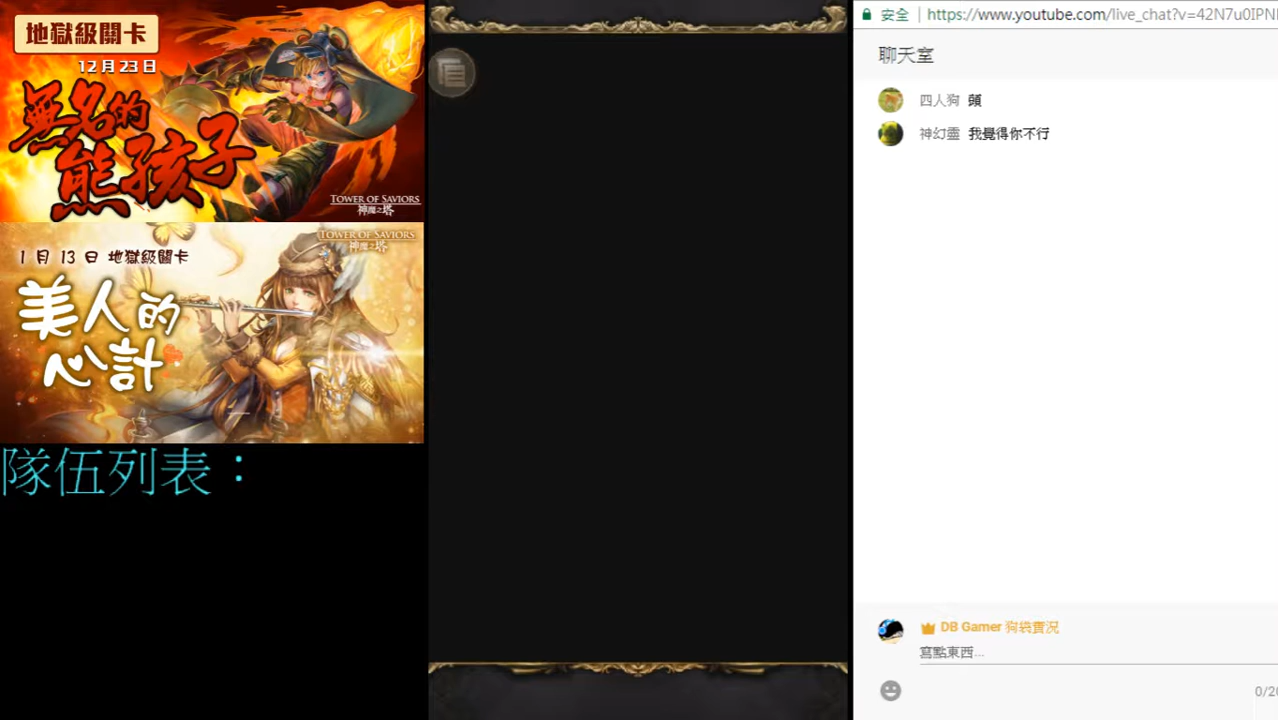 地獄級關卡
12月23日
無名的
熊孩子
TOWER OF SAVIORS
神魔之塔
TOWER OF SAVIORS
神魔之塔
1月13日 地獄級關卡
美人的
心計
隊伍列表：
安全 | https://www.youtube.com/live_chat?v=42N7u0IPN
聊天室
四人狗 頭
神幻靈 我覺得你不行
DB Gamer 狗袋實況
寫點東西...
0/20